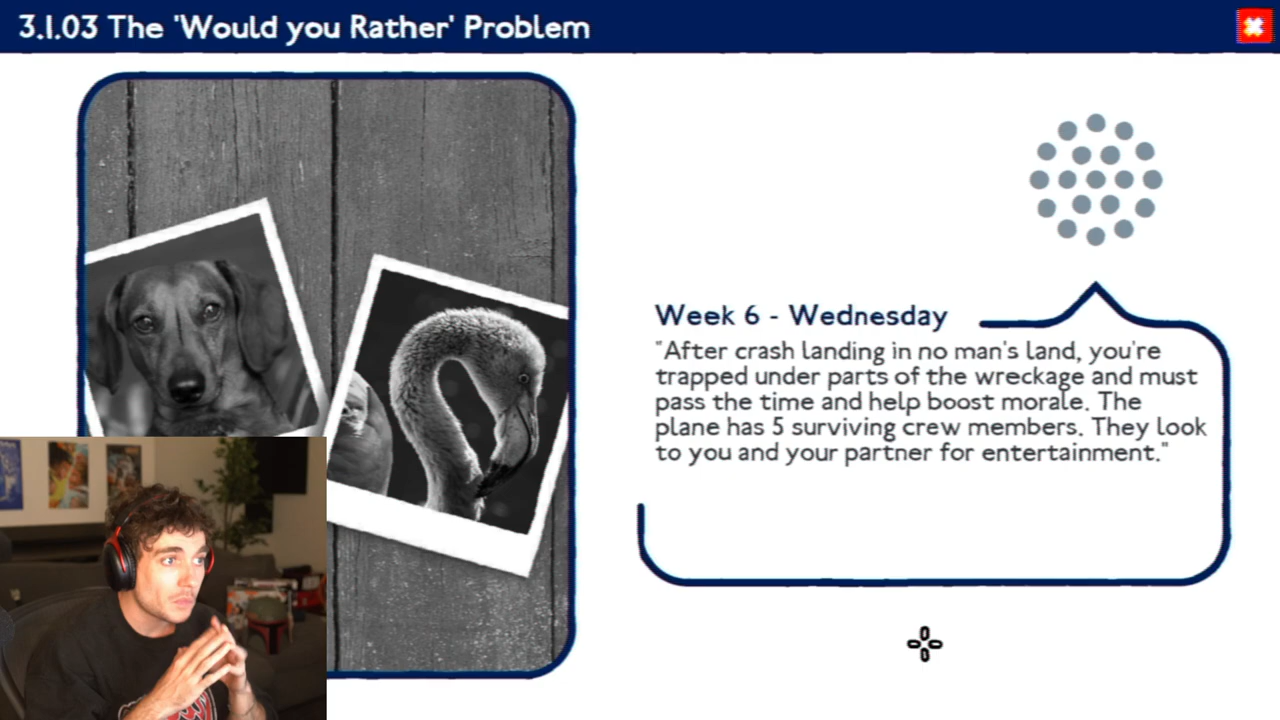 3.1.03 The 'Would you Rather' Problem
Week 6 - Wednesday
"After crash landing in no man's land, you're
trapped under parts of the wreckage and must
pass the time and help boost morale. The
plane has 5 surviving crew members. They look
to you and your partner for entertainment."